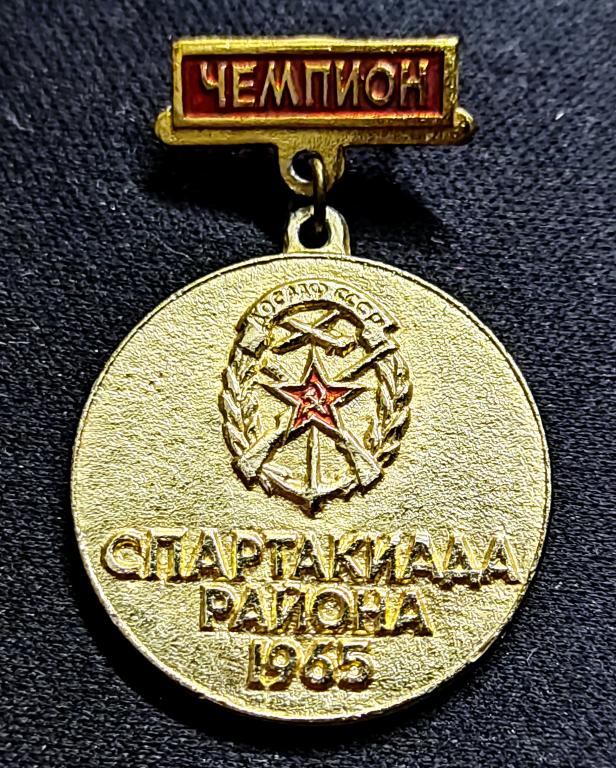 ЧЕМПИОН
ДОСААФ СССР
СПАРТАКИАДА
РАЙОНА
1965